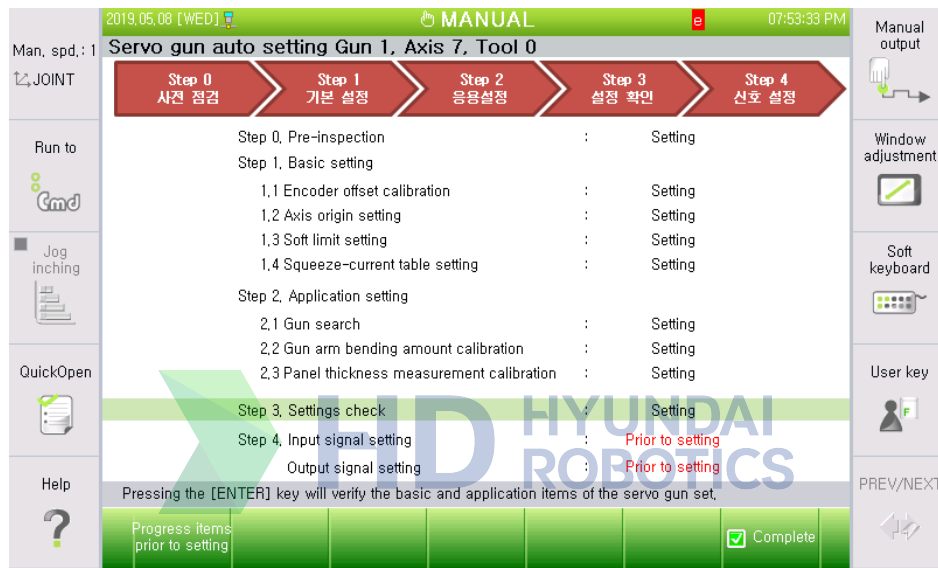 2019,05,08 [WED] MANUAL e 07:53:33 PM
Man, spd,: 1
JOINT
Run to
Cmd
Jog
inching
QuickOpen
Help
?
Servo gun auto setting Gun 1, Axis 7, Tool 0
Step 0
사전 점검
Step 1
기본 설정
Step 2
응용설정
Step 3
설정 확인
Step 4
신호 설정
Step 0, Pre-inspection : Setting
Step 1, Basic setting
1,1 Encoder offset calibration : Setting
1,2 Axis origin setting : Setting
1,3 Soft limit setting : Setting
1,4 Squeeze-current table setting : Setting
Step 2, Application setting
2,1 Gun search : Setting
2,2 Gun arm bending amount calibration : Setting
2,3 Panel thickness measurement calibration : Setting
Step 3, Settings check : Setting
Step 4, Input signal setting : Prior to setting
Output signal setting : Prior to setting
HD HYUNDAI
ROBOTICS
Pressing the [ENTER] key will verify the basic and application items of the servo gun set,
Progress items
prior to setting
Complete
Manual
output
Window
adjustment
Soft
keyboard
User key
F
PREV/NEXT